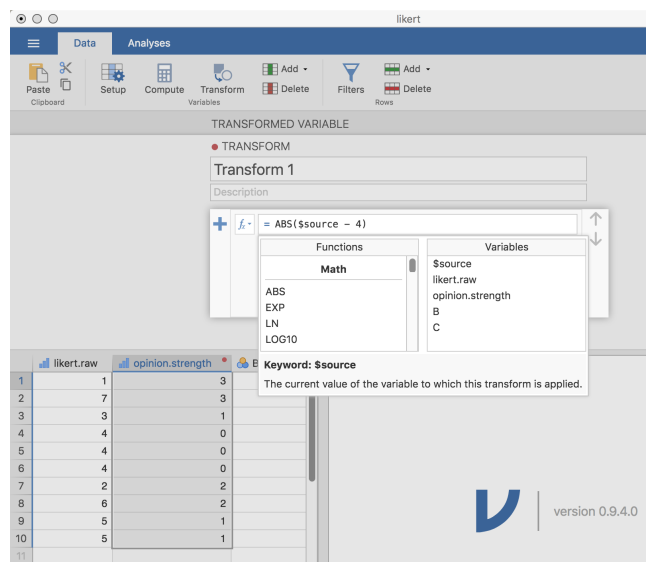 likert
Data Analyses
Paste Setup Compute Transform Add Delete Filters Add Delete
Clipboard Variables Rows
TRANSFORMED VARIABLE
TRANSFORM
Transform 1
Description
fx = ABS($source – 4)
Functions Variables
Math $source
likert.raw
ABS opinion.strength
EXP B
LN C
LOG10
likert.raw opinion.strength B
Keyword: $source
The current value of the variable to which this transform is applied.
1 1 3
2 7 3
3 3 1
4 4 0
5 4 0
6 4 0
7 2 2
8 6 2
9 5 1
10 5 1
11
version 0.9.4.0